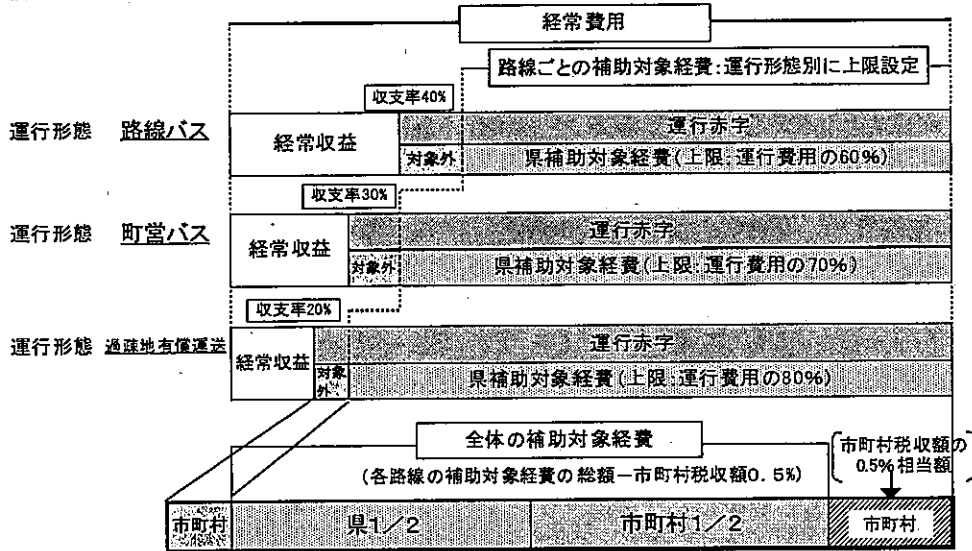 経常費用
路線ごとの補助対象経費:運行形態別に上限設定
収支率40%
運行形態 路線バス
経常収益
運行赤字
対象外
県補助対象経費(上限:運行費用の60%)
収支率30%
運行形態 町営バス
経常収益
運行赤字
対象外
県補助対象経費(上限:運行費用の70%)
収支率20%
運行形態 過疎地有償運送
経常収益
運行赤字
対象
外
県補助対象経費(上限:運行費用の80%)
全体の補助対象経費
(各路線の補助対象経費の総額ー市町村税収額0.5%)
市町村税収額の
0.5%相当額
市町村
県1/2
市町村1/2
市町村